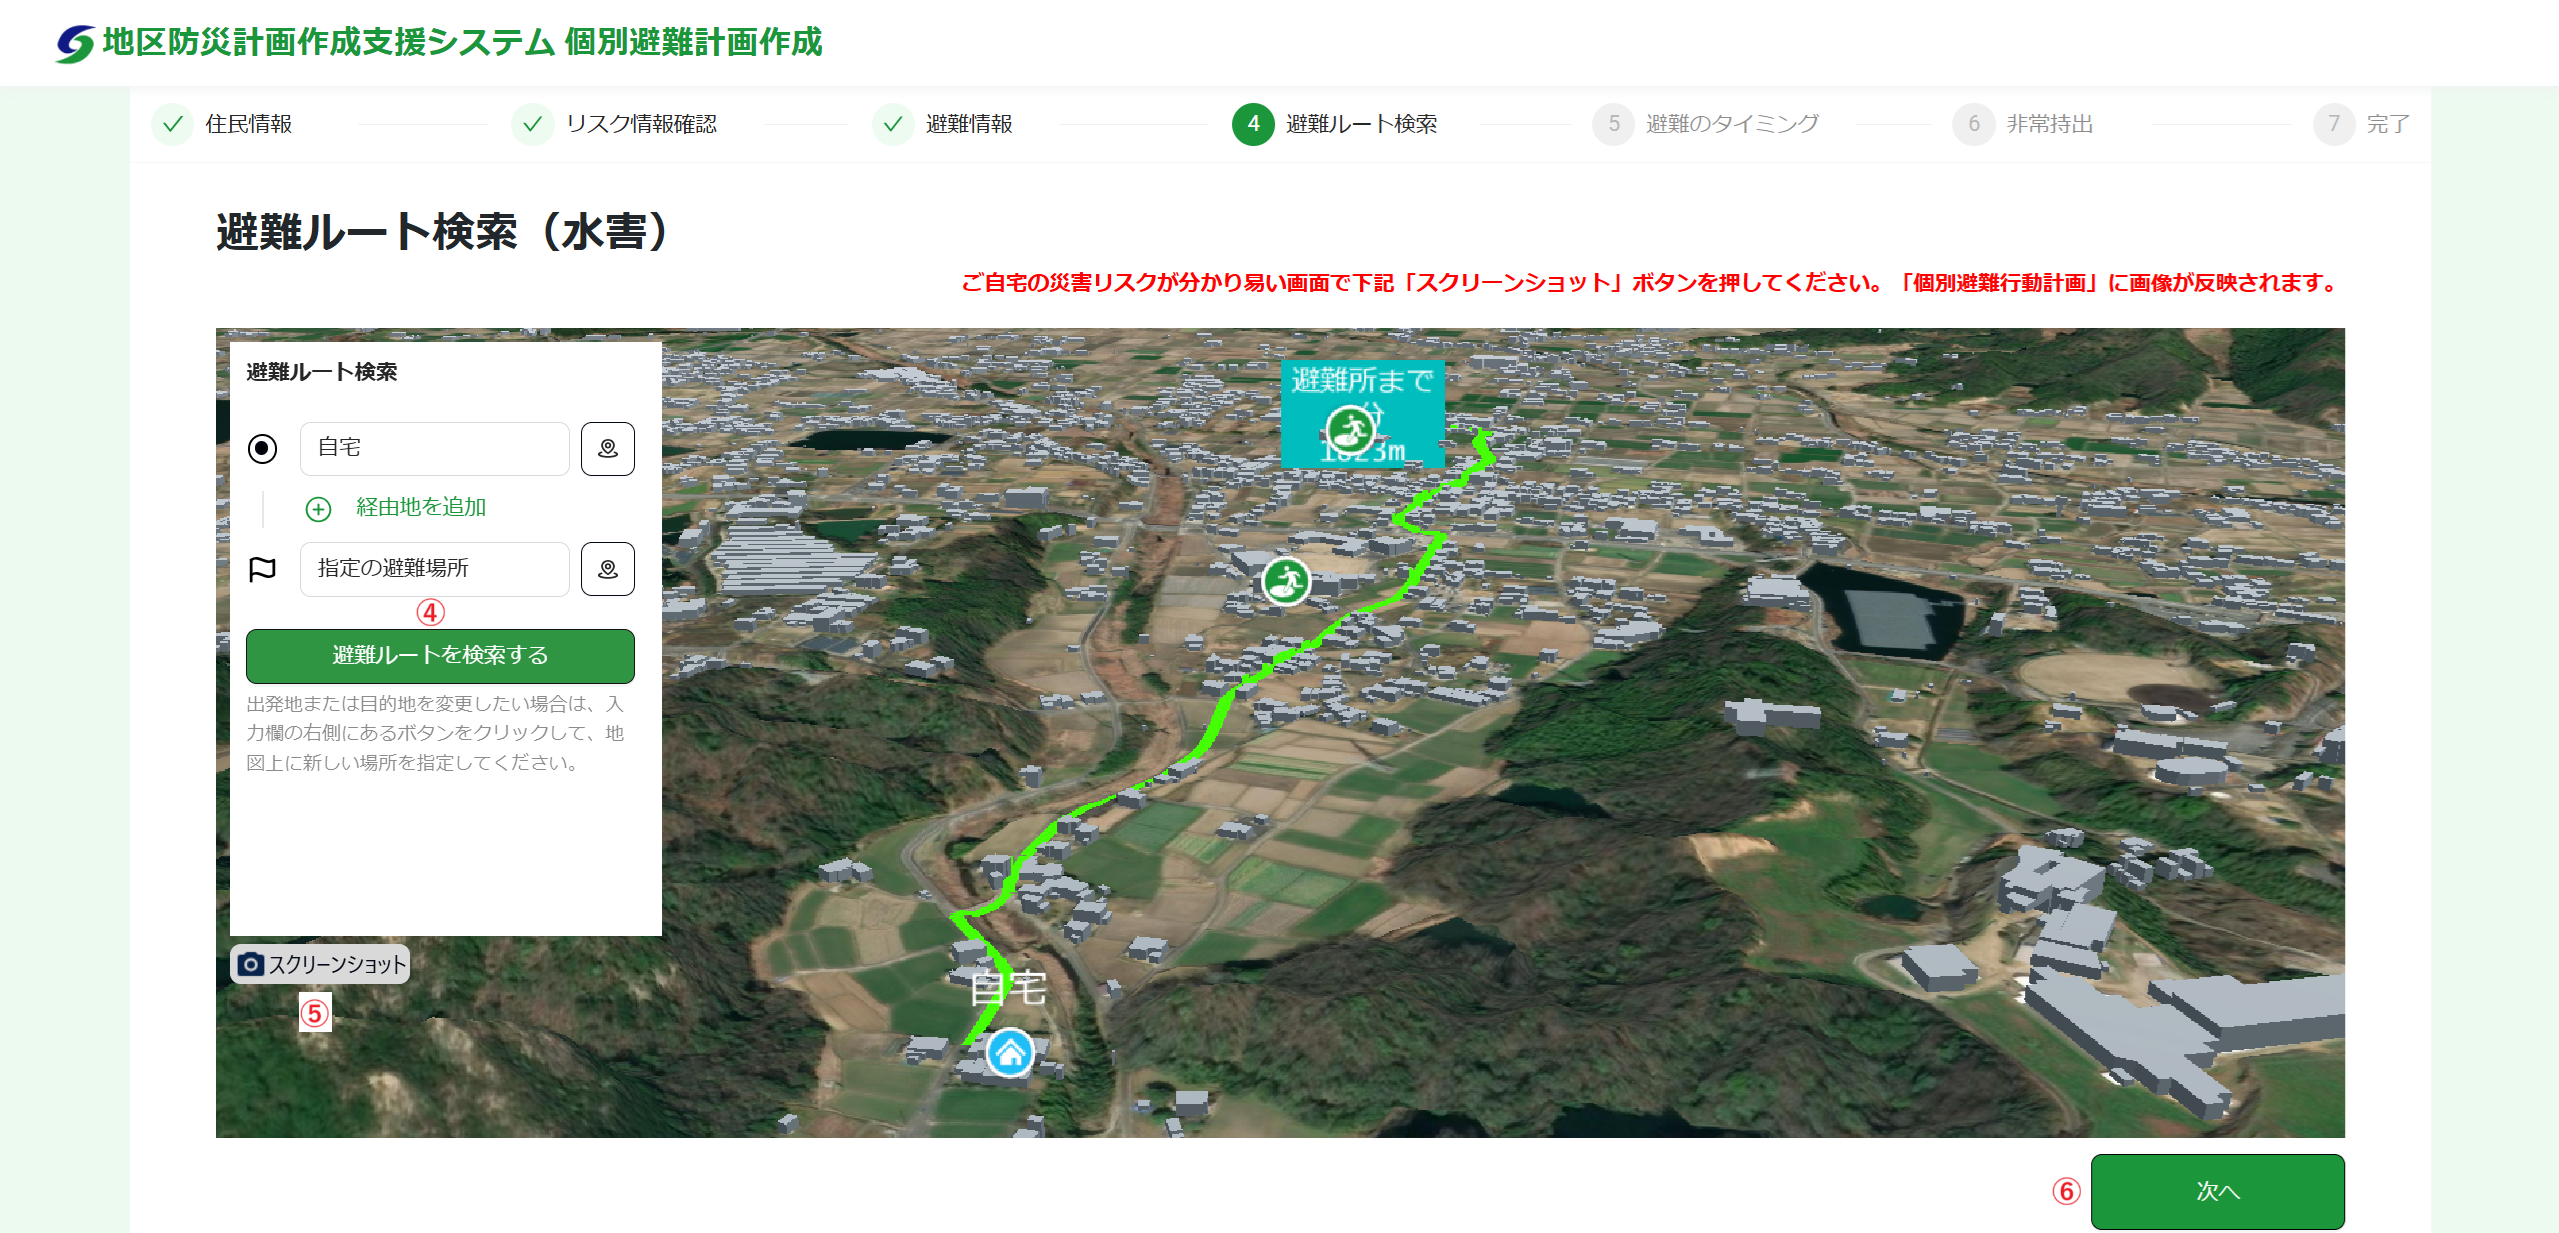 地区防災計画作成支援システム 個別避難計画作成
住民情報
リスク情報確認
避難情報
4 避難ルート検索
5 避難のタイミング
6 非常持出
7 完了
避難ルート検索（水害）
ご自宅の災害リスクが分かり易い画面で下記「スクリーンショット」ボタンを押してください。「個別避難行動計画」に画像が反映されます。
避難ルート検索
自宅
経由地を追加
指定の避難場所
④
避難ルートを検索する
出発地または目的地を変更したい場合は、入
力欄の右側にあるボタンをクリックして、地
図上に新しい場所を指定してください。
スクリーンショット
⑤
避難所まで
分
自宅
⑥
次へ